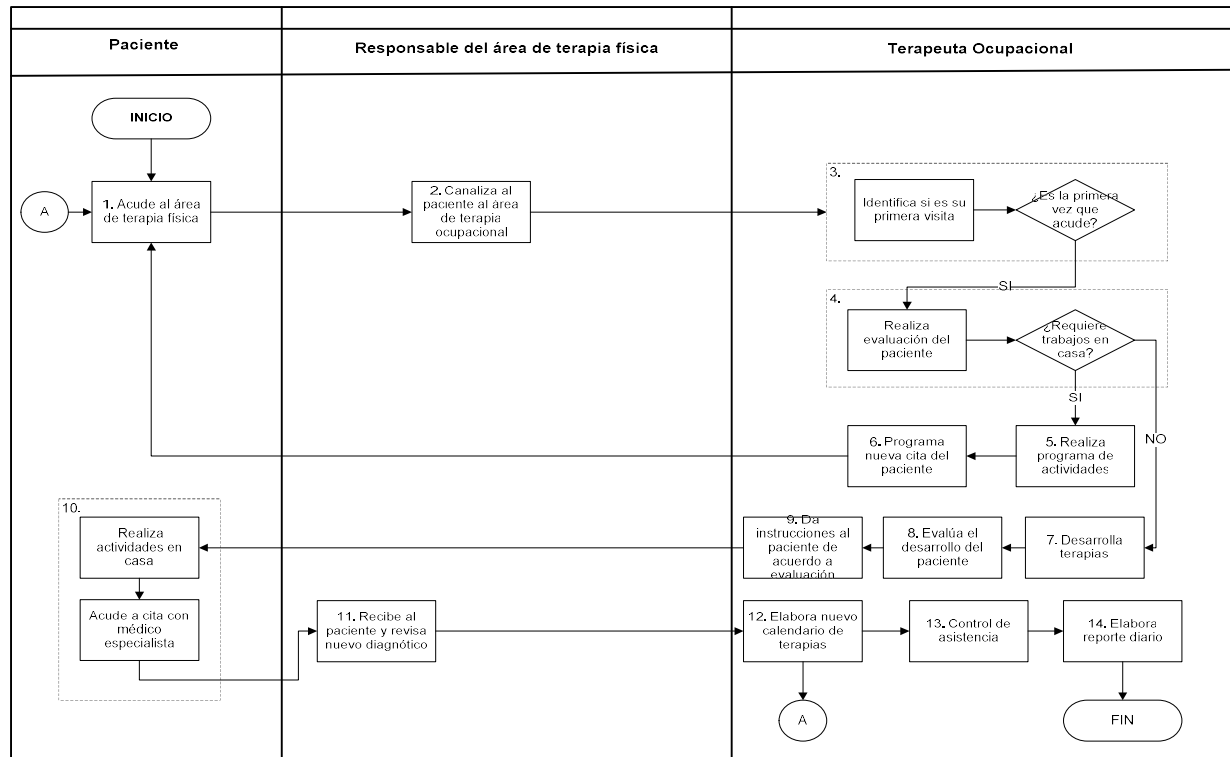 Paciente
Responsable del área de terapia física
Terapeuta Ocupacional
INICIO
A
1. Acude al área
de terapia física
2. Canaliza al
paciente al área
de terapia
ocupacional
3.
Identifica si es su
primera visita
¿Es la primera
vez que
acude?
SI
4.
Realiza
evaluación del
paciente
¿Requiere
trabajos en
casa?
SI
NO
6. Programa
nueva cita del
paciente
5. Realiza
programa de
actividades
10.
Realiza
actividades en
casa
9. Da
instrucciones al
paciente de
acuerdo a
evaluación
8. Evalúa el
desarrollo del
paciente
7. Desarrolla
terapias
Acude a cita con
médico
especialista
11. Recibe al
paciente y revisa
nuevo diagnótico
12. Elabora nuevo
calendario de
terapias
13. Control de
asistencia
14. Elabora
reporte diario
A
FIN